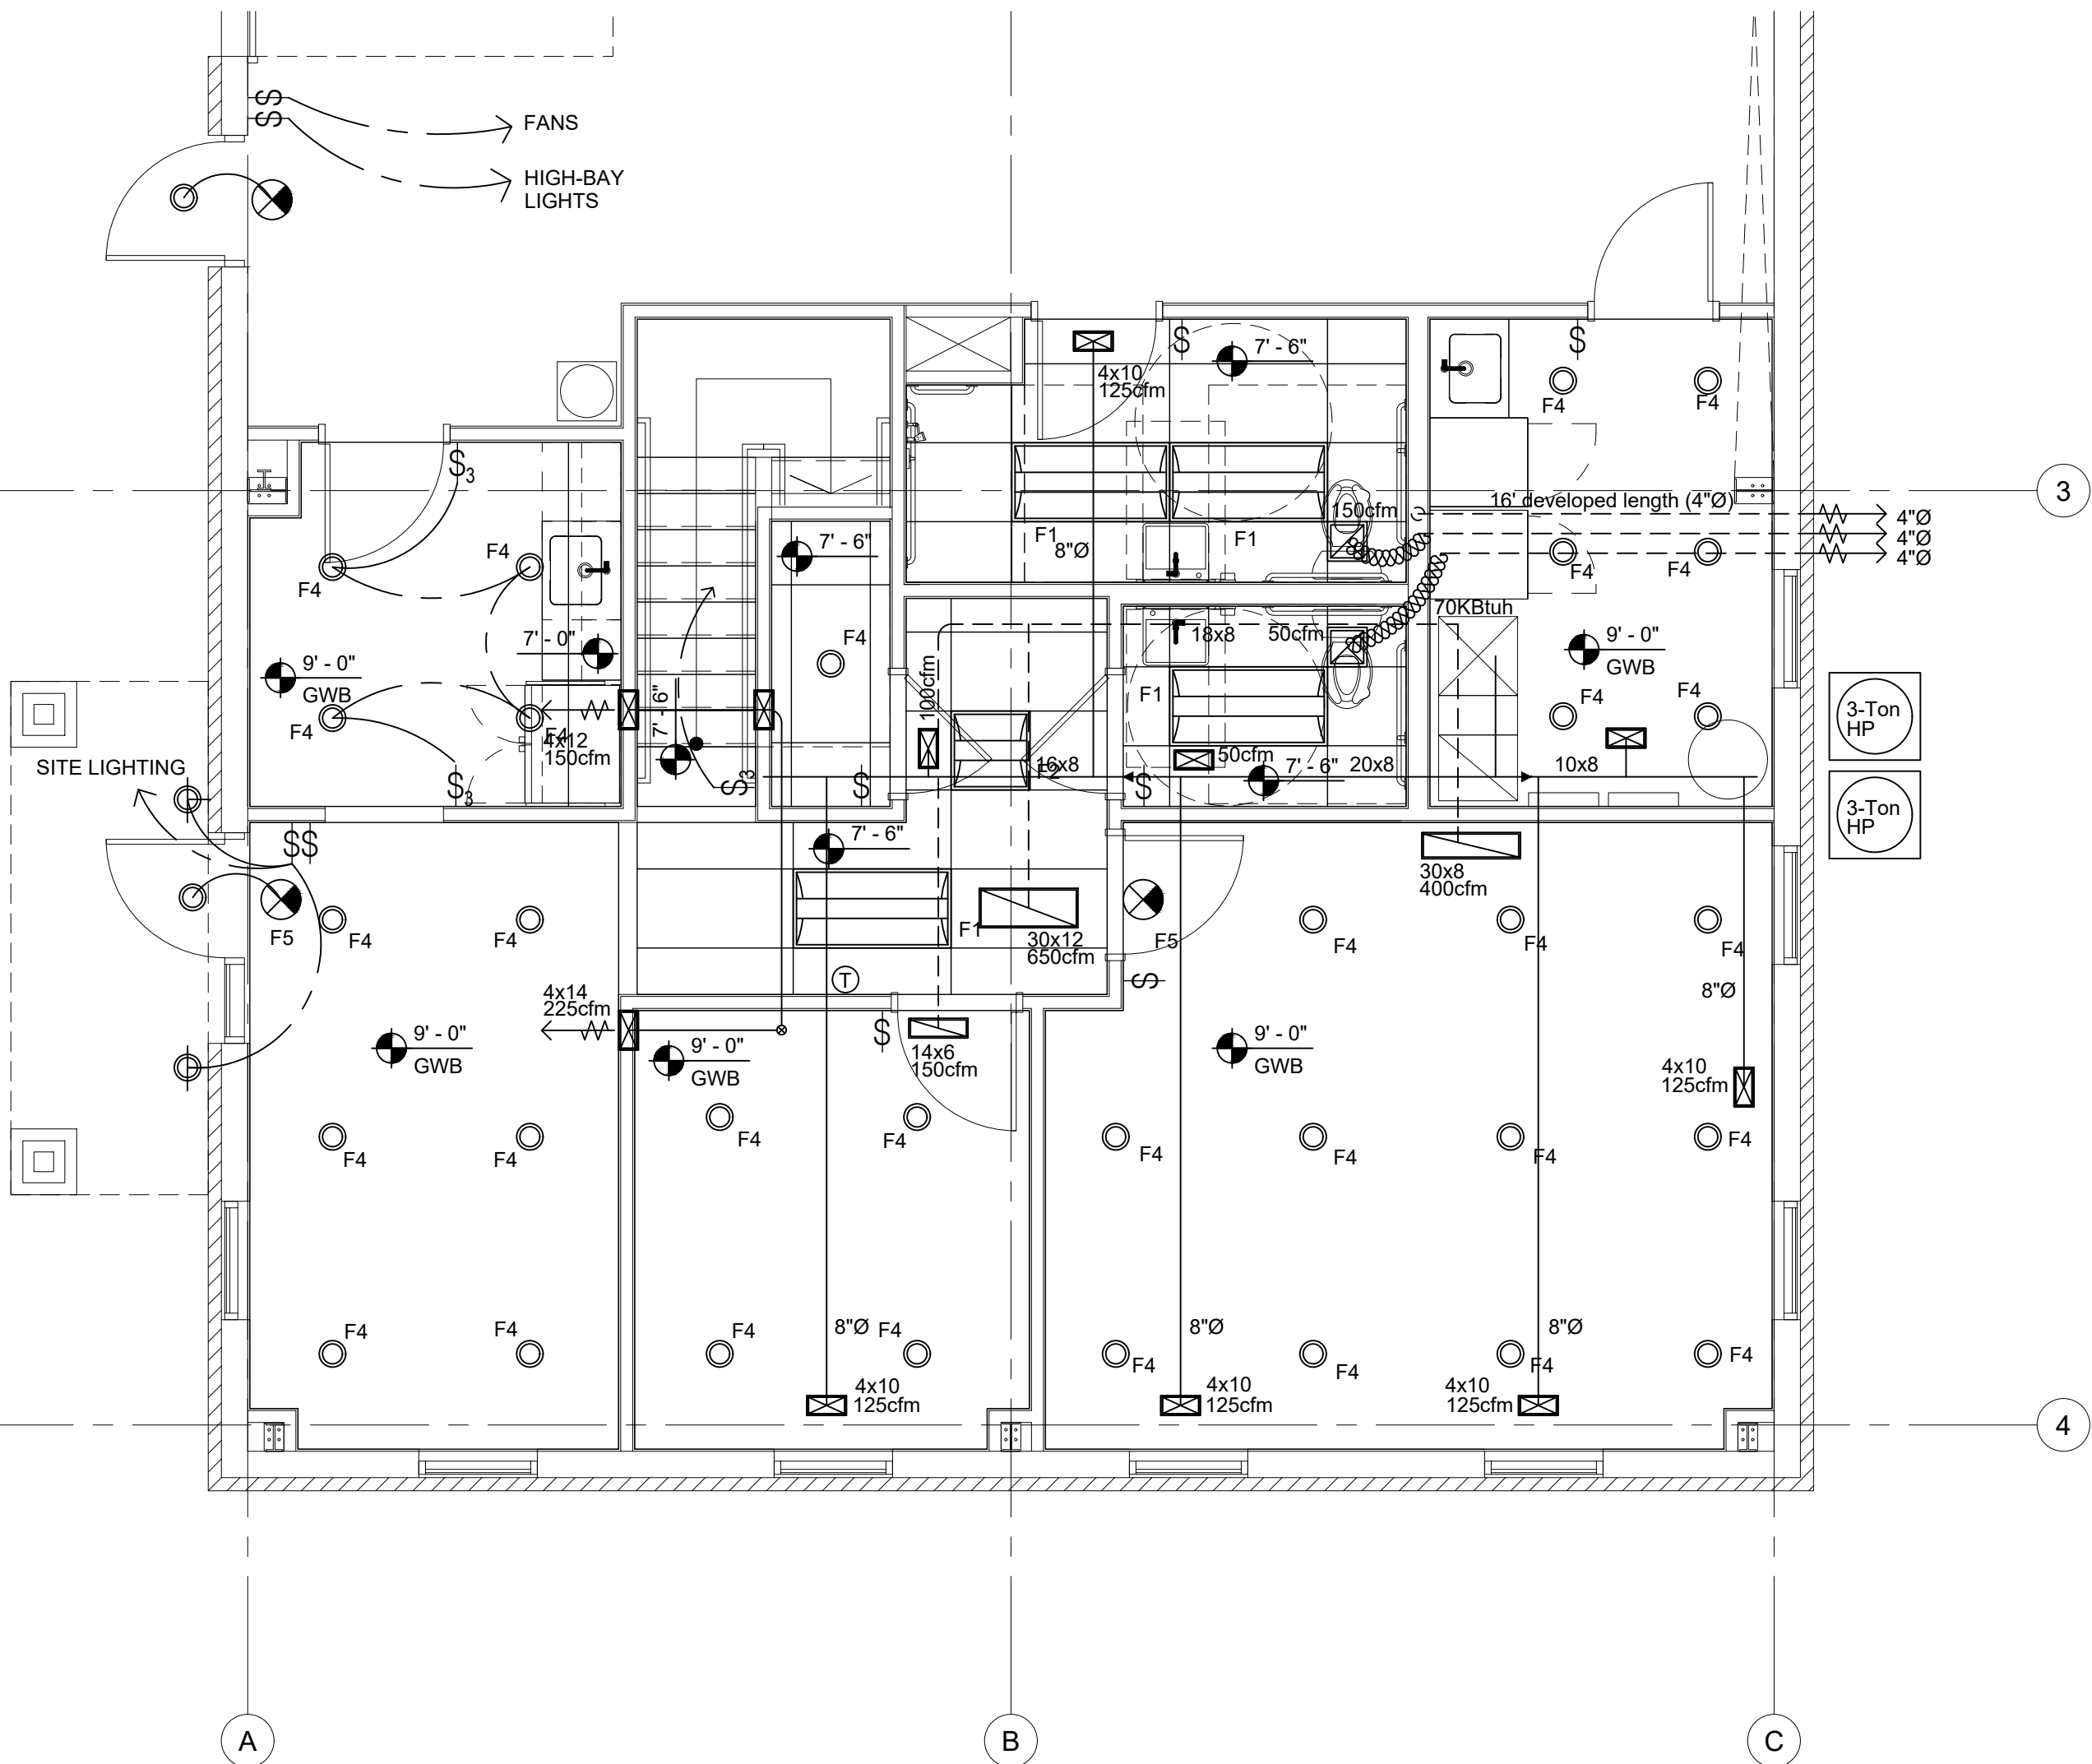 FANS
HIGH-BAY
LIGHTS
7' - 6"
4x10
125cfm
F4
F4
3
16' developed length (4"Ø)
150cfm
4"Ø
4"Ø
4"Ø
S3
F4
F4
7' - 6"
F1
8"Ø
F1
F4
F4
70KBtuh
7' - 0"
F4
18x8
50cfm
9' - 0"
GWB
9' - 0"
GWB
F4
F4
100cfm
7' - 6"
F1
F4
F4
3-Ton
HP
4x12
150cfm
SITE LIGHTING
S3
S3
16x8
F2
50cfm
7' - 6"
20x8
10x8
3-Ton
HP
7' - 6"
30x8
400cfm
F5
F4
F4
F1
30x12
650cfm
F5
F4
F4
F4
T
4x14
225cfm
8"Ø
9' - 0"
GWB
9' - 0"
GWB
14x6
150cfm
9' - 0"
GWB
4x10
125cfm
F4
F4
F4
F4
F4
F4
F4
F4
F4
F4
F4
8"Ø
F4
8"Ø
8"Ø
F4
F4
F4
F4
4x10
125cfm
4x10
125cfm
4x10
125cfm
4
A
B
C